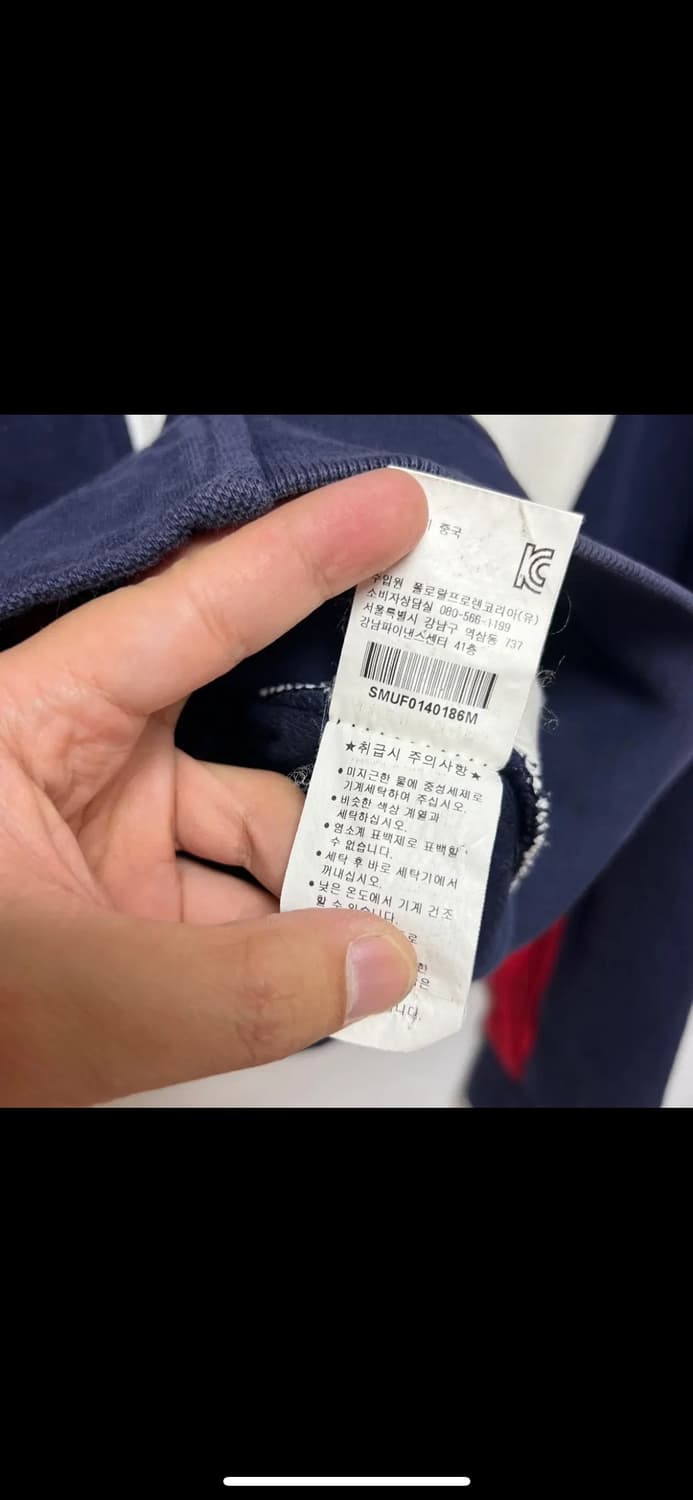 중국
KC
수입원 폴로랄프로렌코리아(유)
소비자상담실 080-566-1199
서울특별시 강남구 역삼동 737
강남파이낸스센터 41층
SMUF0140186M
★취급시 주의사항★
• 미지근한 물에 중성세제로
기계세탁하여 주십시오.
• 비슷한 색상 계열과
세탁하십시오.
• 염소계 표백제로 표백할
수 없습니다.
• 세탁 후 바로 세탁기에서
꺼내십시오.
• 낮은 온도에서 기계 건조
할 수 있습니다.